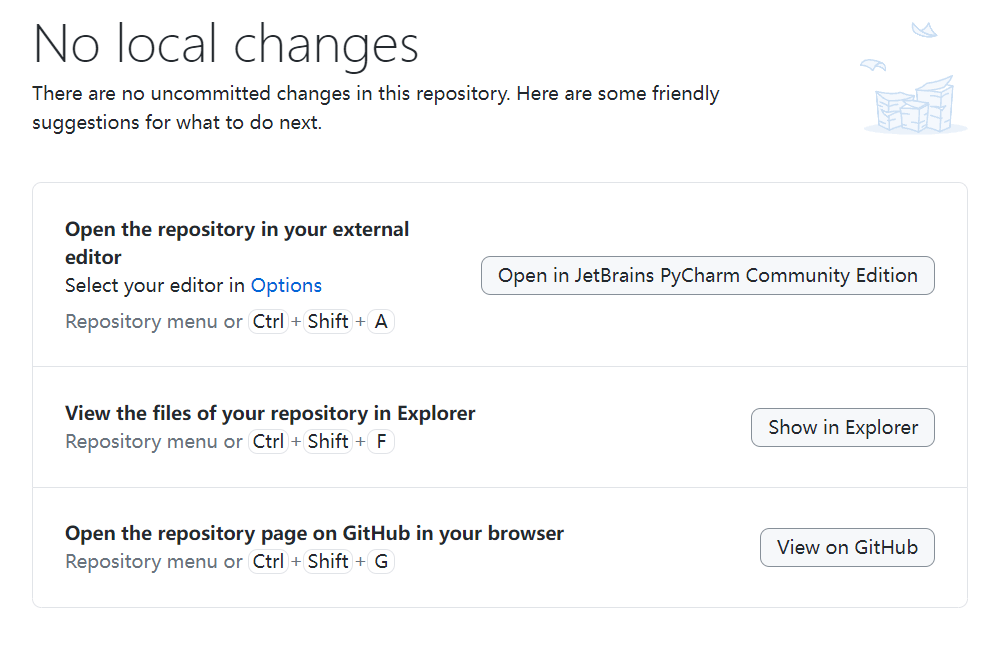 No local changes
There are no uncommitted changes in this repository. Here are some friendly
suggestions for what to do next.
Open the repository in your external
editor
Select your editor in Options
Repository menu or Ctrl + Shift + A
Open in JetBrains PyCharm Community Edition
View the files of your repository in Explorer
Repository menu or Ctrl + Shift + F
Show in Explorer
Open the repository page on GitHub in your browser
Repository menu or Ctrl + Shift + G
View on GitHub